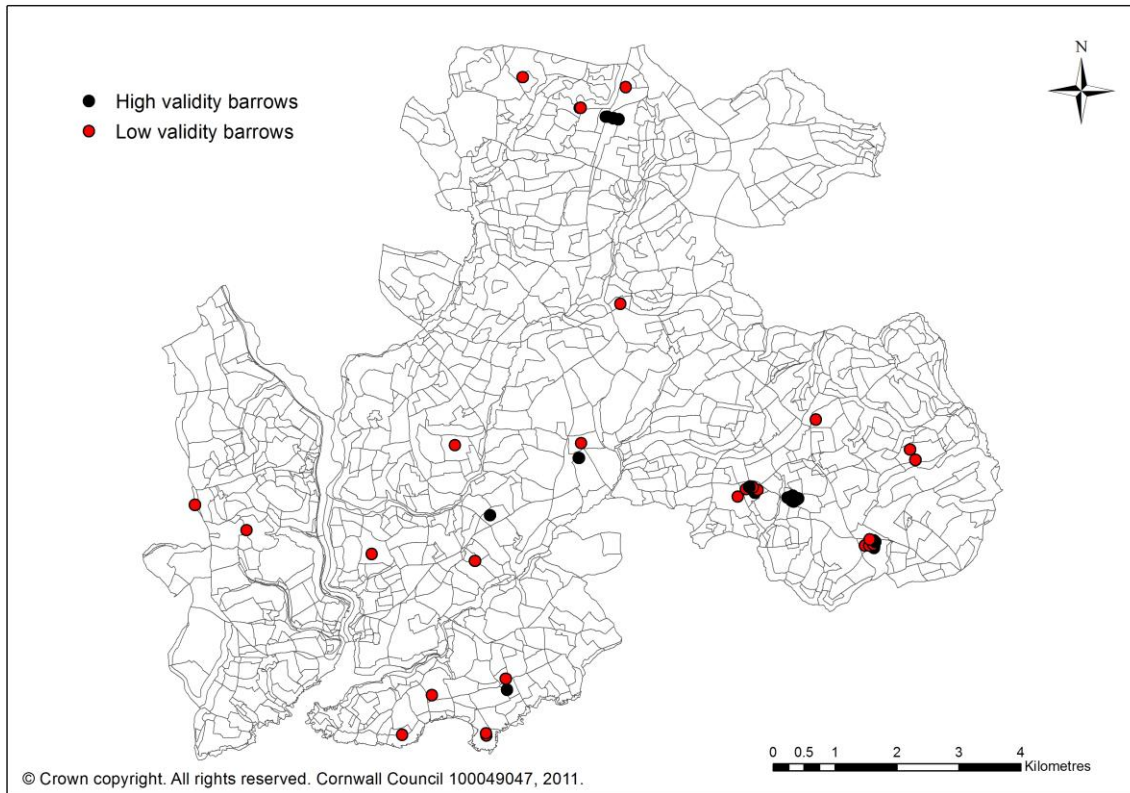 N
High validity barrows
Low validity barrows
0 0.5 1 2 3 4
Kilometres
© Crown copyright. All rights reserved. Cornwall Council 100049047, 2011.